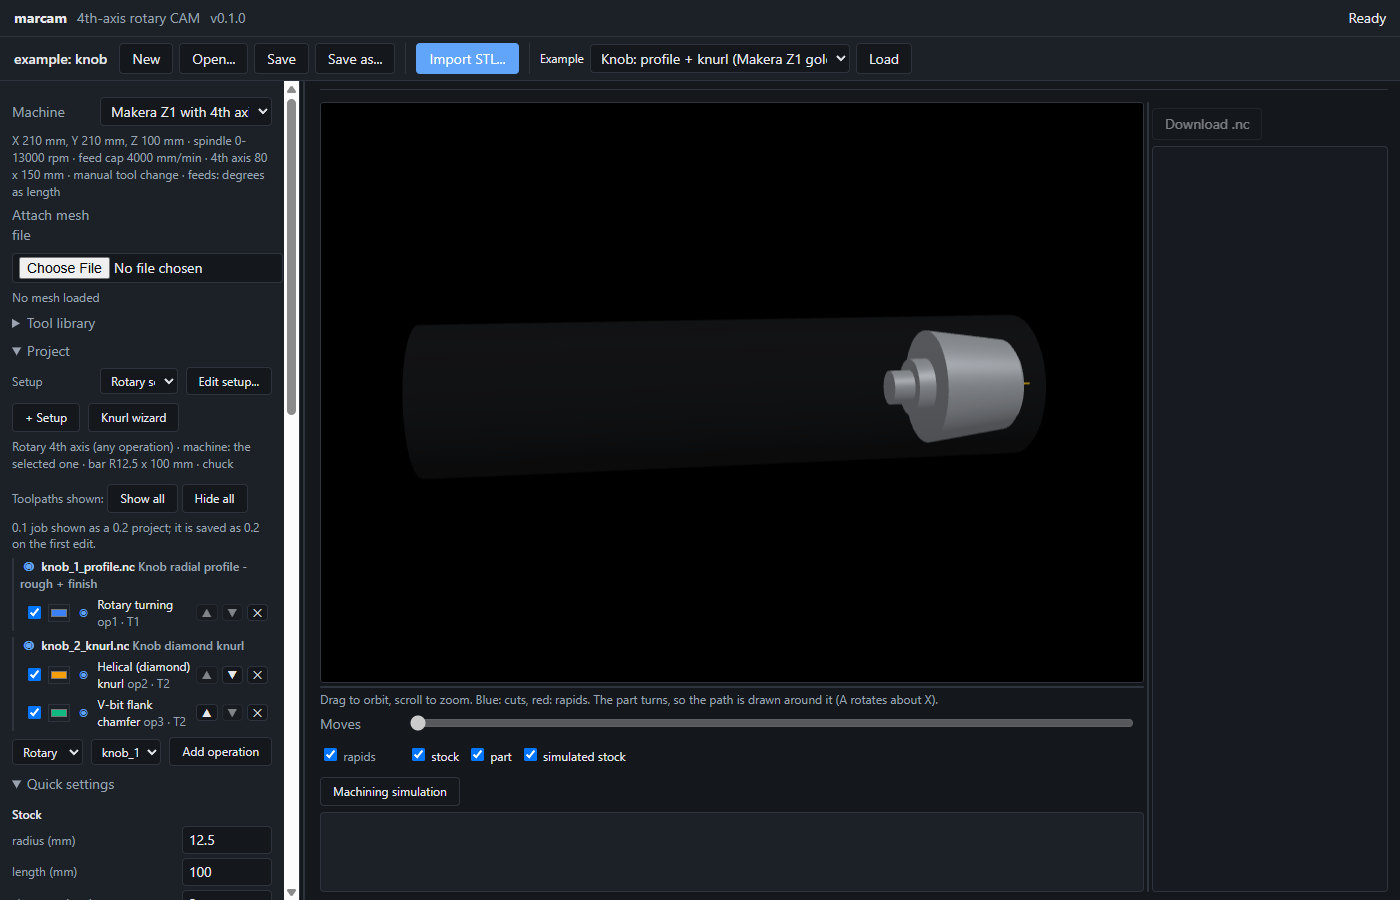 marcam 4th-axis rotary CAM v0.1.0
Ready
example: knob New Open... Save Save as... Import STL... Example Knob: profile + knurl (Makera Z1 gol Load
Machine Makera Z1 with 4th ax
X 210 mm, Y 210 mm, Z 100 mm · spindle 0-
13000 rpm · feed cap 4000 mm/min · 4th axis 80
x 150 mm · manual tool change · feeds: degrees
as length
Attach mesh
file
Choose File No file chosen
No mesh loaded
Tool library
Project
Setup Rotary s Edit setup...
+ Setup Knurl wizard
Rotary 4th axis (any operation) · machine: the
selected one · bar R12.5 x 100 mm · chuck
Toolpaths shown: Show all Hide all
0.1 job shown as a 0.2 project; it is saved as 0.2
on the first edit.
knob_1_profile.nc Knob radial profile -
rough + finish
Rotary turning
op1 · T1
knob_2_knurl.nc Knob diamond knurl
Helical (diamond)
knurl op2 · T2
V-bit flank
chamfer op3 · T2
Rotary knob_1 Add operation
Quick settings
Stock
radius (mm) 12.5
length (mm) 100
Drag to orbit, scroll to zoom. Blue: cuts, red: rapids. The part turns, so the path is drawn around it (A rotates about X).
Moves
rapids stock part simulated stock
Machining simulation
Download .nc